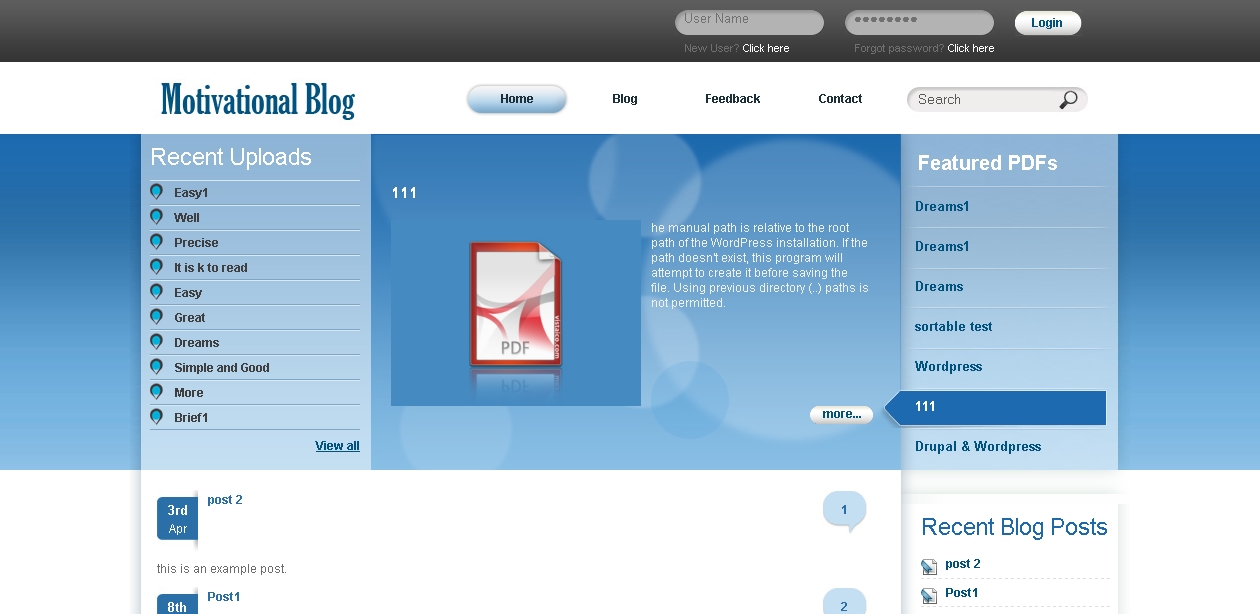 User Name
••••••••
Login
New User? Click here
Forgot password? Click here
Motivational Blog
Home
Blog
Feedback
Contact
Search
Recent Uploads
Easy1
Well
Precise
It is k to read
Easy
Great
Dreams
Simple and Good
More
Brief1
View all
111
PDF
vistaico.com
he manual path is relative to the root
path of the WordPress installation. If the
path doesn't exist, this program will
attempt to create it before saving the
file. Using previous directory (..) paths is
not permitted.
more...
Featured PDFs
Dreams1
Dreams1
Dreams
sortable test
Wordpress
111
Drupal & Wordpress
3rd
Apr
post 2
1
this is an example post.
8th
Post1
2
Recent Blog Posts
post 2
Post1